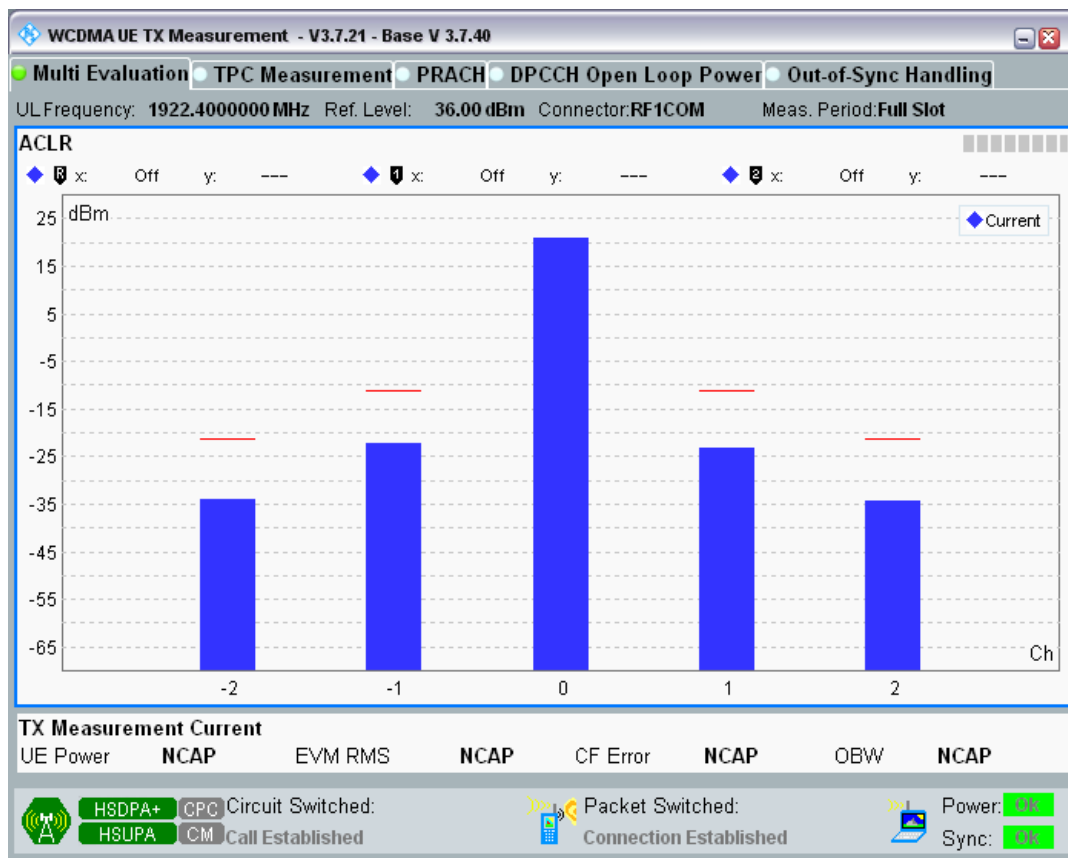 WCDMA UE TX Measurement - V3.7.21 - Base V 3.7.40
Multi Evaluation TPC Measurement PRACH DPCCH Open Loop Power Out-of-Sync Handling
UL Frequency: 1922.4000000 MHz Ref. Level: 36.00 dBm Connector: RF1COM Meas. Period: Full Slot
ACLR
R x: Off y: --- 1 x: Off y: --- 2 x: Off y: ---
dBm
Current
25
15
5
-5
-15
-25
-35
-45
-55
-65
Ch
-2 -1 0 1 2
TX Measurement Current
UE Power NCAP EVM RMS NCAP CF Error NCAP OBW NCAP
HSDPA+ CPC Circuit Switched: Packet Switched: Power: OK
HSUPA CM Call Established Connection Established Sync: OK